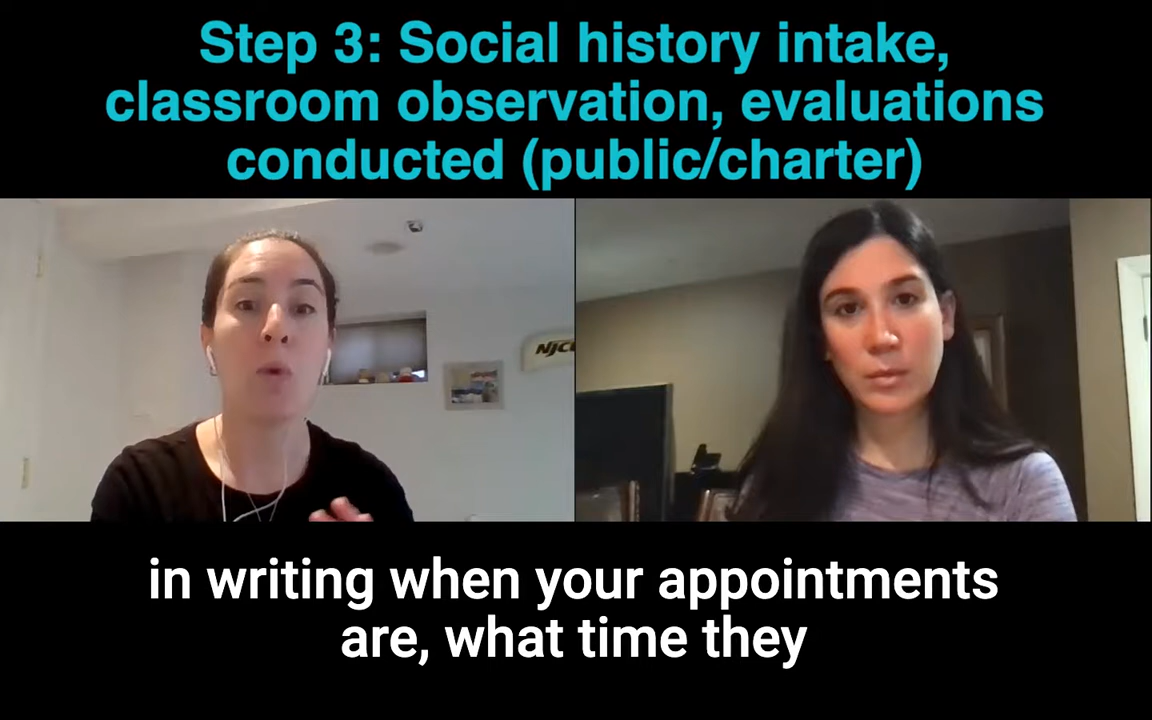 Step 3: Social history intake,
classroom observation, evaluations
conducted (public/charter)
in writing when your appointments
are, what time they